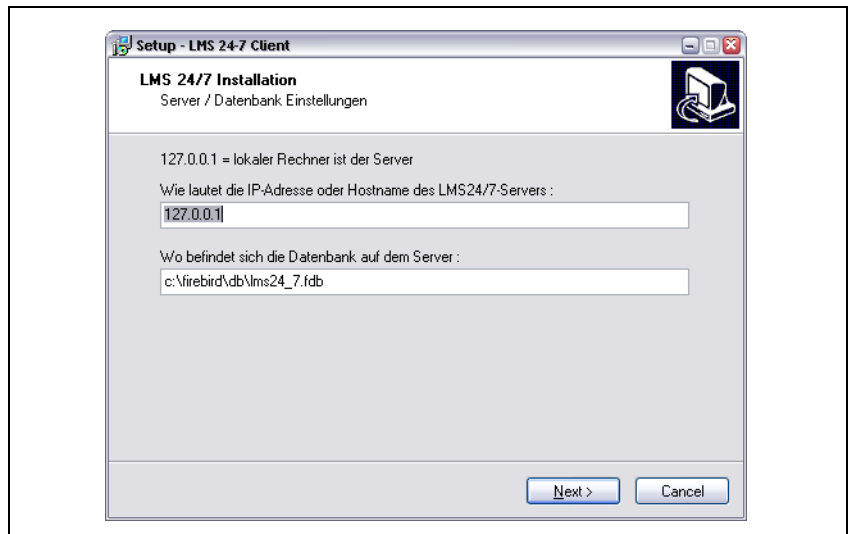 Setup - LMS 24-7 Client
LMS 24/7 Installation
Server / Datenbank Einstellungen
127.0.0.1 = lokaler Rechner ist der Server
Wie lautet die IP-Adresse oder Hostname des LMS24/7-Servers :
127.0.0.1
Wo befindet sich die Datenbank auf dem Server :
c:\firebird\db\lms24_7.fdb
Next >
Cancel